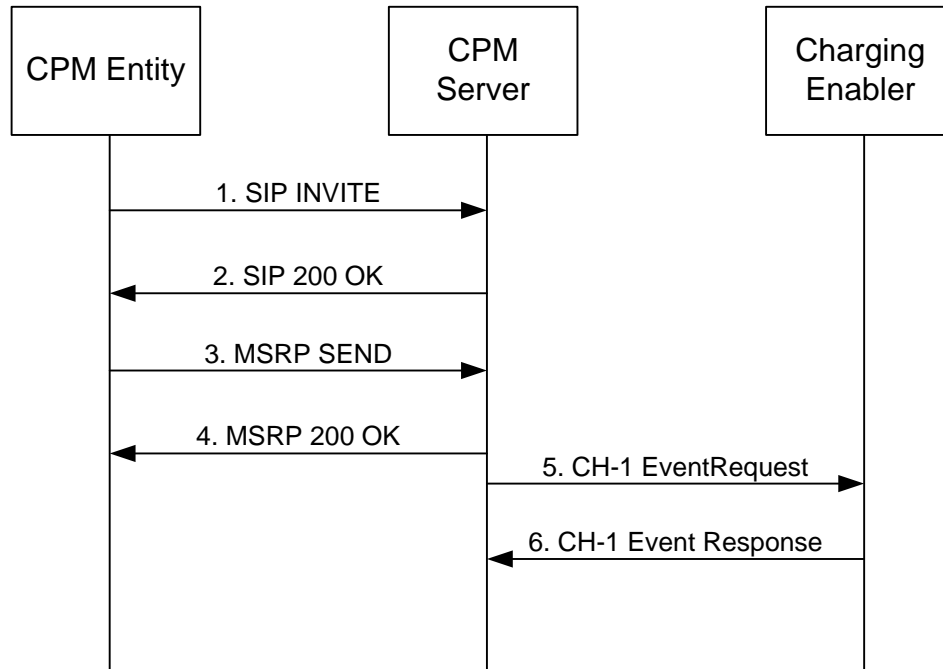 CPM Entity
CPM
Server
Charging
Enabler
1. SIP INVITE
2. SIP 200 OK
3. MSRP SEND
4. MSRP 200 OK
5. CH-1 EventRequest
6. CH-1 Event Response